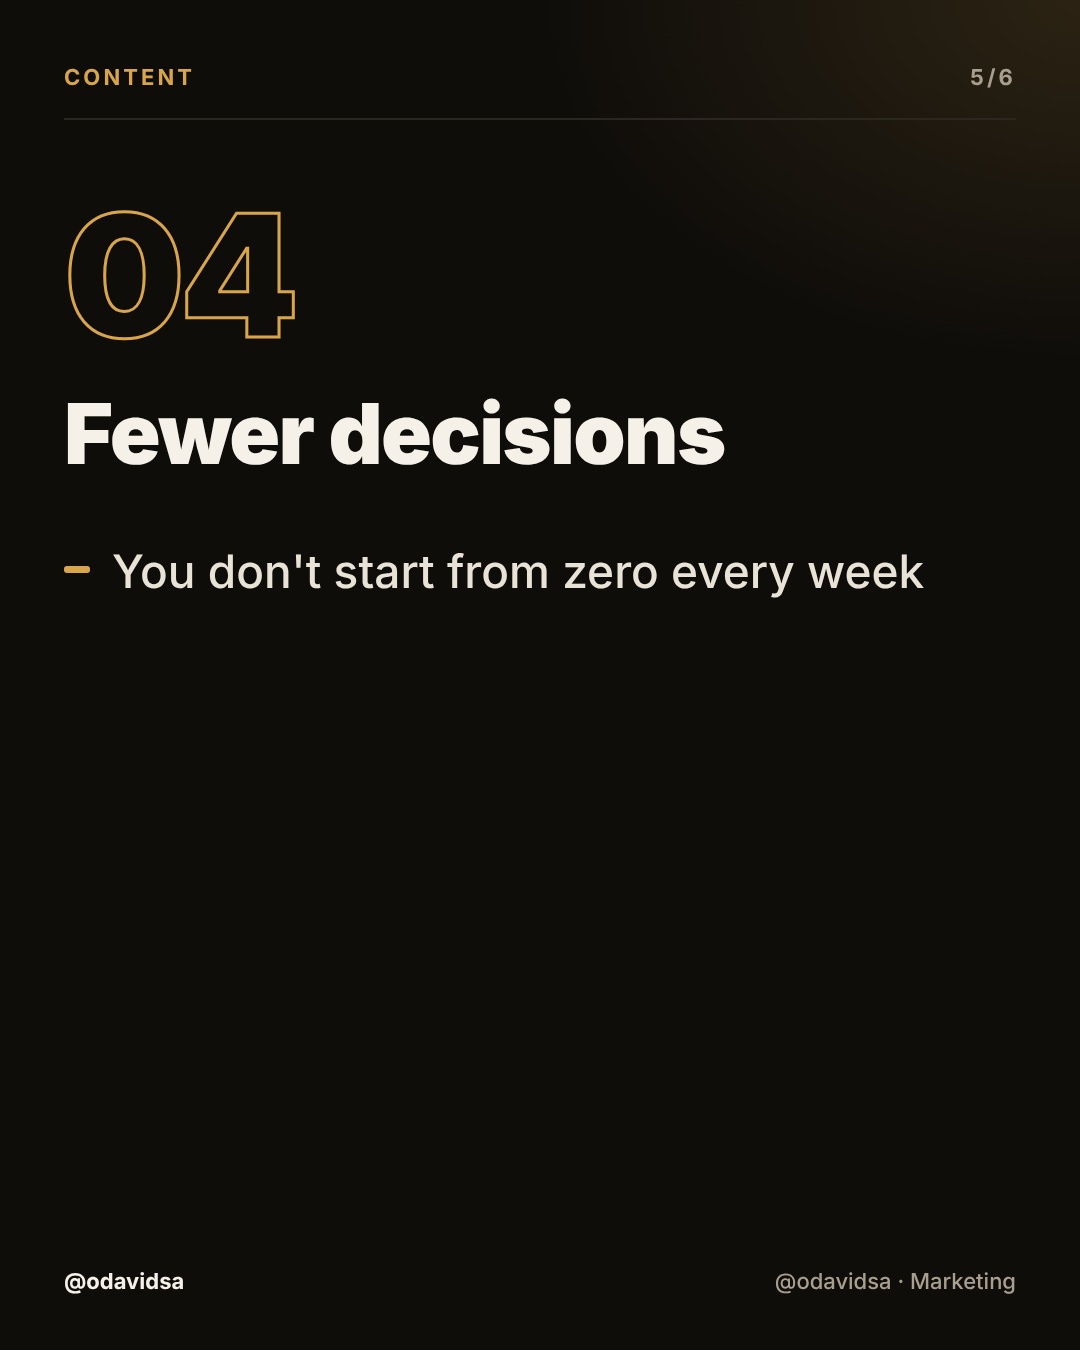 CONTENT
5/6
04
Fewer decisions
You don't start from zero every week
@odavidsa
@odavidsa · Marketing